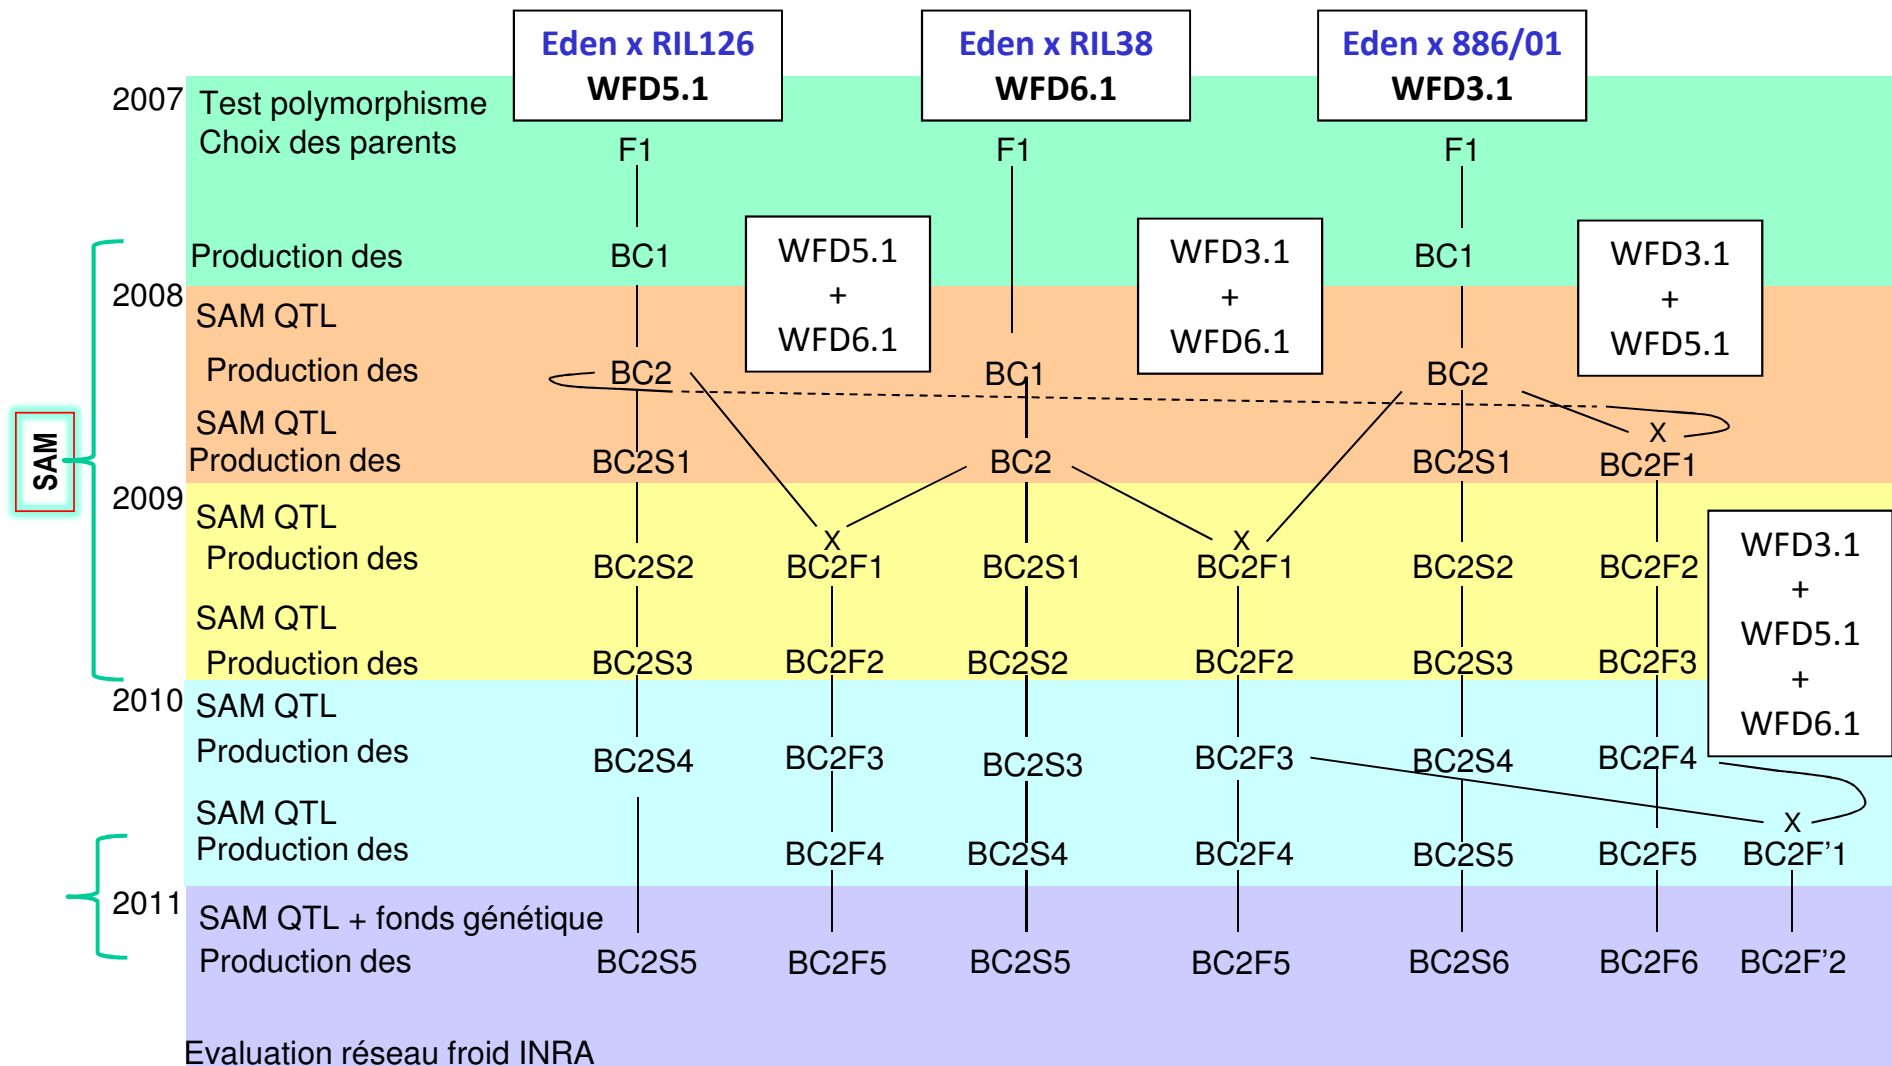 Eden x RIL126
WFD5.1
Eden x RIL38
WFD6.1
Eden x 886/01
WFD3.1
2007
Test polymorphisme
Choix des parents
F1
F1
F1
Production des
BC1
WFD5.1
+
WFD6.1
WFD3.1
+
WFD6.1
BC1
WFD3.1
+
WFD5.1
2008
SAM QTL
Production des
BC2
BC1
BC2
SAM QTL
X
Production des
BC2S1
BC2
BC2S1
BC2F1
SAM
2009
SAM QTL
X
X
Production des
BC2S2
BC2F1
BC2S1
BC2F1
BC2S2
BC2F2
WFD3.1
+
WFD5.1
+
WFD6.1
SAM QTL
Production des
BC2S3
BC2F2
BC2S2
BC2F2
BC2S3
BC2F3
2010
SAM QTL
Production des
BC2S4
BC2F3
BC2S3
BC2F3
BC2S4
BC2F4
SAM QTL
X
Production des
BC2F4
BC2S4
BC2F4
BC2S5
BC2F5
BC2F'1
2011
SAM QTL + fonds génétique
Production des
BC2S5
BC2F5
BC2S5
BC2F5
BC2S6
BC2F6
BC2F'2
Evaluation réseau froid INRA